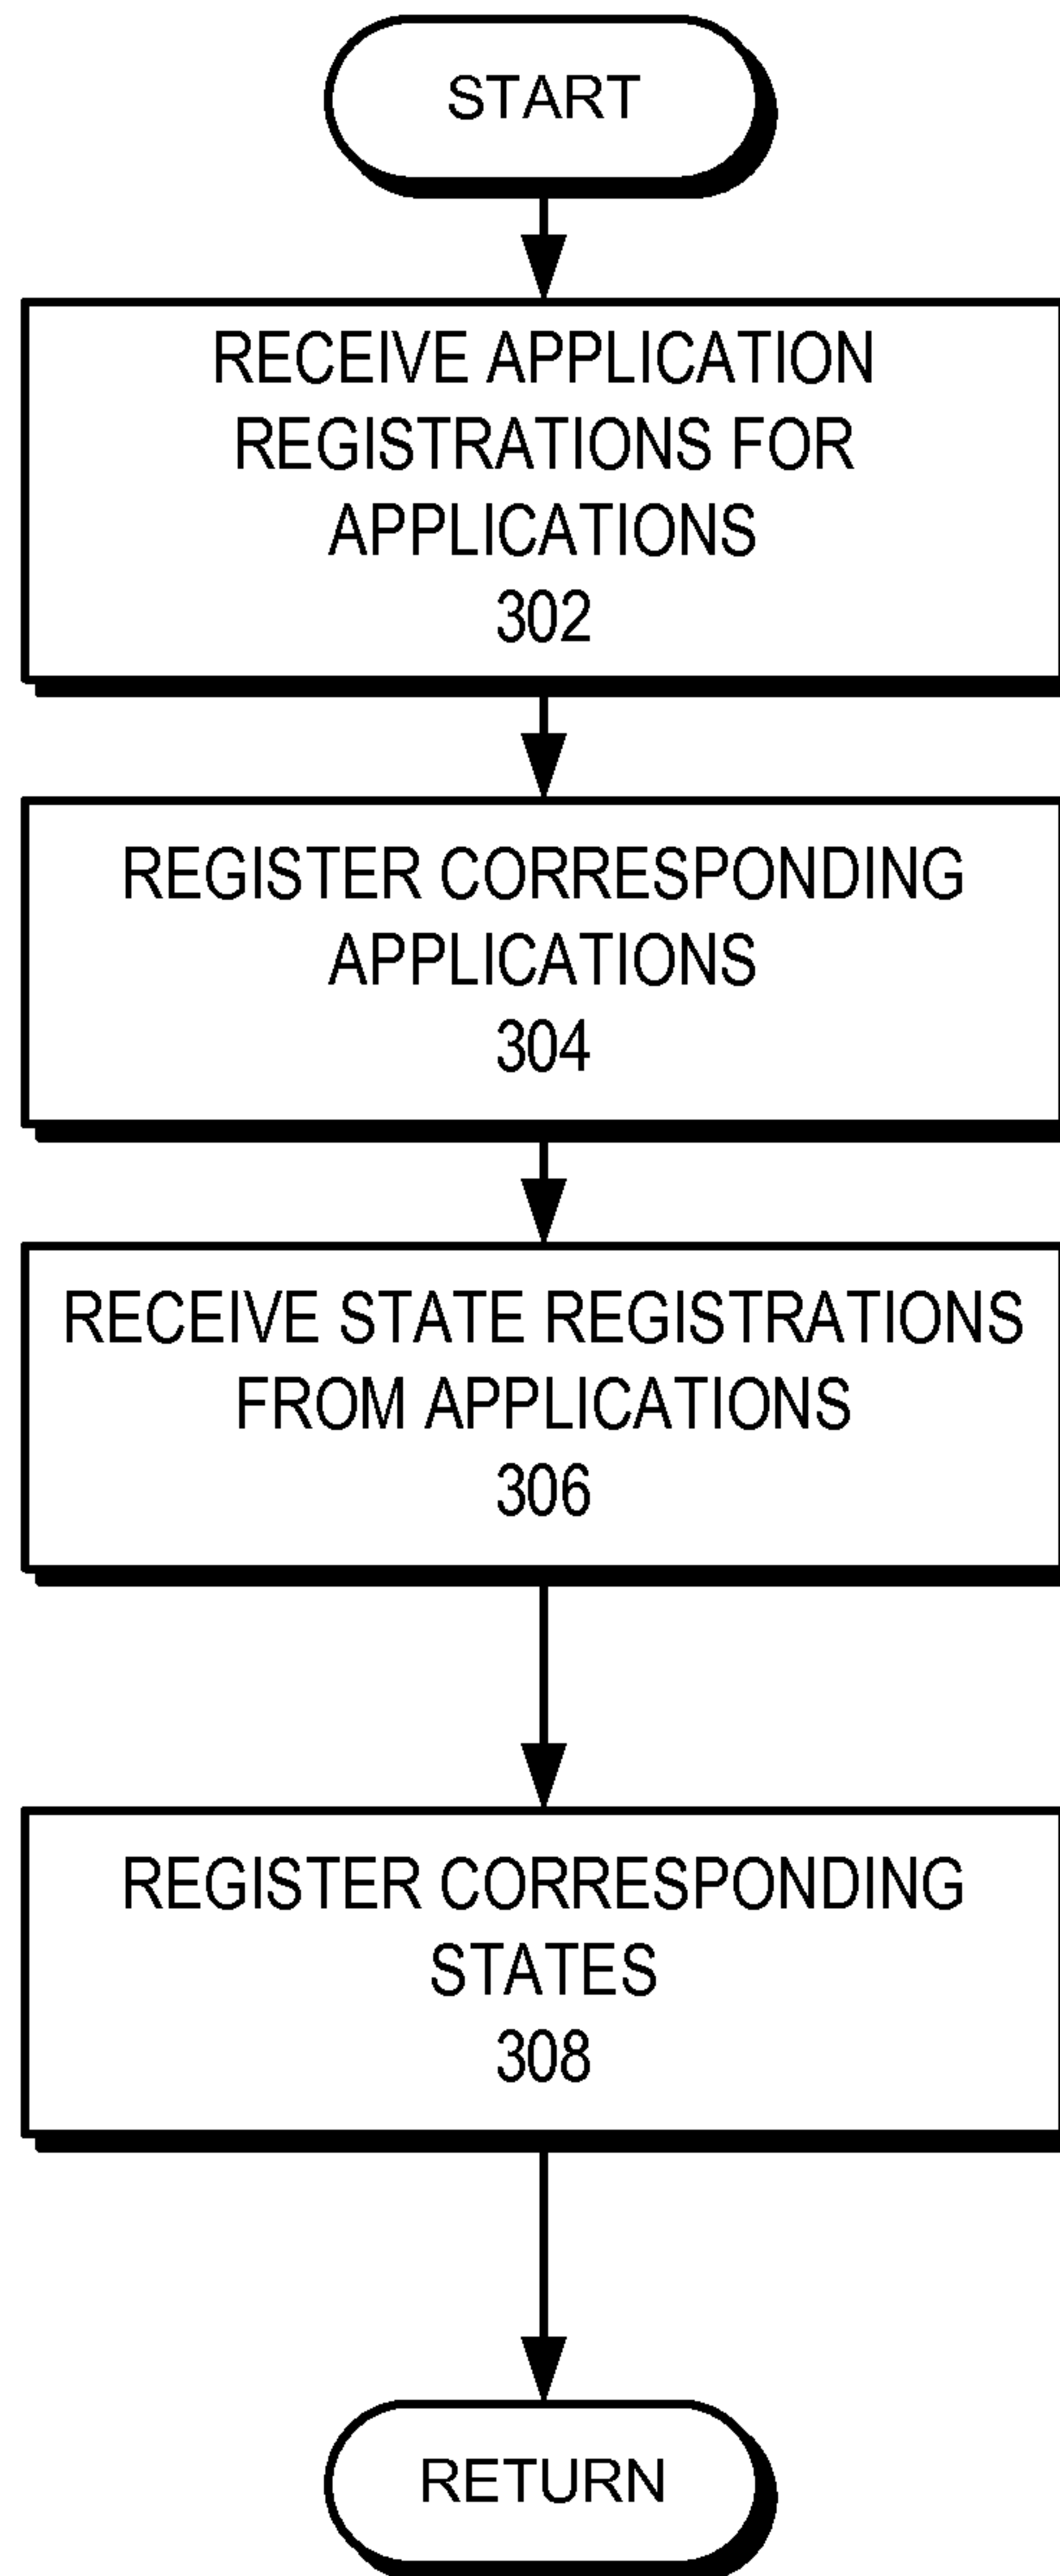 START
RECEIVE APPLICATION
REGISTRATIONS FOR
APPLICATIONS
302
REGISTER CORRESPONDING
APPLICATIONS
304
RECEIVE STATE REGISTRATIONS
FROM APPLICATIONS
306
REGISTER CORRESPONDING
STATES
308
RETURN